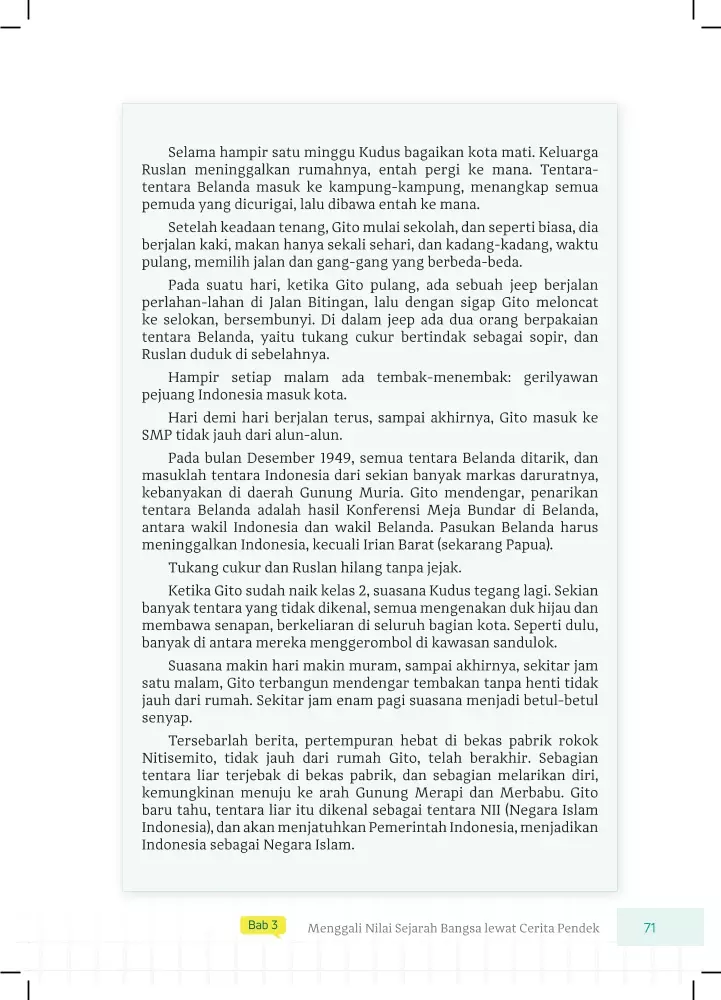 Selama hampir satu minggu Kudus bagaikan kota mati. Keluarga
Ruslan meninggalkan rumahnya, entah pergi ke mana. Tentara-
tentara Belanda masuk ke kampung-kampung, menangkap semua
pemuda yang dicurigai, lalu dibawa entah ke mana.
Setelah keadaan tenang, Gito mulai sekolah, dan seperti biasa, dia
berjalan kaki, makan hanya sekali sehari, dan kadang-kadang, waktu
pulang, memilih jalan dan gang-gang yang berbeda-beda.
Pada suatu hari, ketika Gito pulang, ada sebuah jeep berjalan
perlahan-lahan di Jalan Bitingan, lalu dengan sigap Gito meloncat
ke selokan, bersembunyi. Di dalam jeep ada dua orang berpakaian
tentara Belanda, yaitu tukang cukur bertindak sebagai sopir, dan
Ruslan duduk di sebelahnya.
Hampir setiap malam ada tembak-menembak: gerilyawan
pejuang Indonesia masuk kota.
Hari demi hari berjalan terus, sampai akhirnya, Gito masuk ke
SMP tidak jauh dari alun-alun.
Pada bulan Desember 1949, semua tentara Belanda ditarik, dan
masuklah tentara Indonesia dari sekian banyak markas daruratnya,
kebanyakan di daerah Gunung Muria. Gito mendengar, penarikan
tentara Belanda adalah hasil Konferensi Meja Bundar di Belanda,
antara wakil Indonesia dan wakil Belanda. Pasukan Belanda harus
meninggalkan Indonesia, kecuali Irian Barat (sekarang Papua).
Tukang cukur dan Ruslan hilang tanpa jejak.
Ketika Gito sudah naik kelas 2, suasana Kudus tegang lagi. Sekian
banyak tentara yang tidak dikenal, semua mengenakan duk hijau dan
membawa senapan, berkeliaran di seluruh bagian kota. Seperti dulu,
banyak di antara mereka menggerombol di kawasan sandulok.
Suasana makin hari makin muram, sampai akhirnya, sekitar jam
satu malam, Gito terbangun mendengar tembakan tanpa henti tidak
jauh dari rumah. Sekitar jam enam pagi suasana menjadi betul-betul
senyap.
Tersebarlah berita, pertempuran hebat di bekas pabrik rokok
Nitisemito, tidak jauh dari rumah Gito, telah berakhir. Sebagian
tentara liar terjebak di bekas pabrik, dan sebagian melarikan diri,
kemungkinan menuju ke arah Gunung Merapi dan Merbabu. Gito
baru tahu, tentara liar itu dikenal sebagai tentara NII (Negara Islam
Indonesia), dan akan menjatuhkan Pemerintah Indonesia, menjadikan
Indonesia sebagai Negara Islam.
Bab 3 Menggali Nilai Sejarah Bangsa lewat Cerita Pendek 71